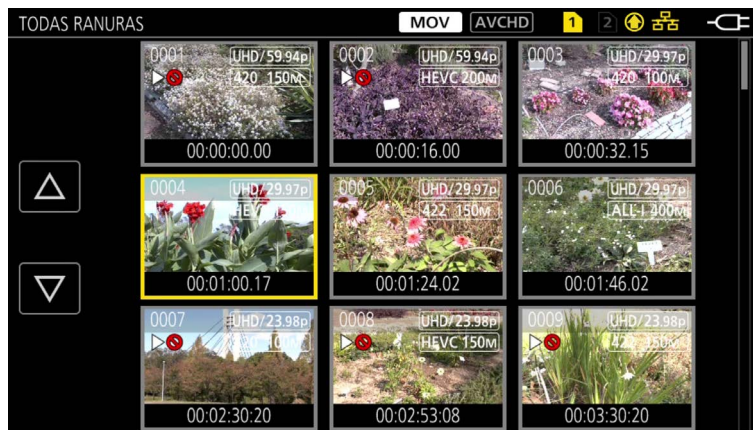 TODAS RANURAS MOV AVCHD 1 2
0001 UHD/59.94p
420 150M
00:00:00.00
0002 UHD/59.94p
HEVC 200M
00:00:16.00
0003 UHD/29.97p
420 100M
00:00:32.15
0004 UHD/29.97p
HEVC
00:01:00.17
0005 UHD/29.97p
422 150M
00:01:24.02
0006 UHD/29.97p
ALL-I 400M
00:01:46.02
0007 UHD/23.98p
420 100M
00:02:30:20
0008 UHD/23.98p
HEVC 150M
00:02:53:08
0009 UHD/23.98p
422 150M
00:03:30:20